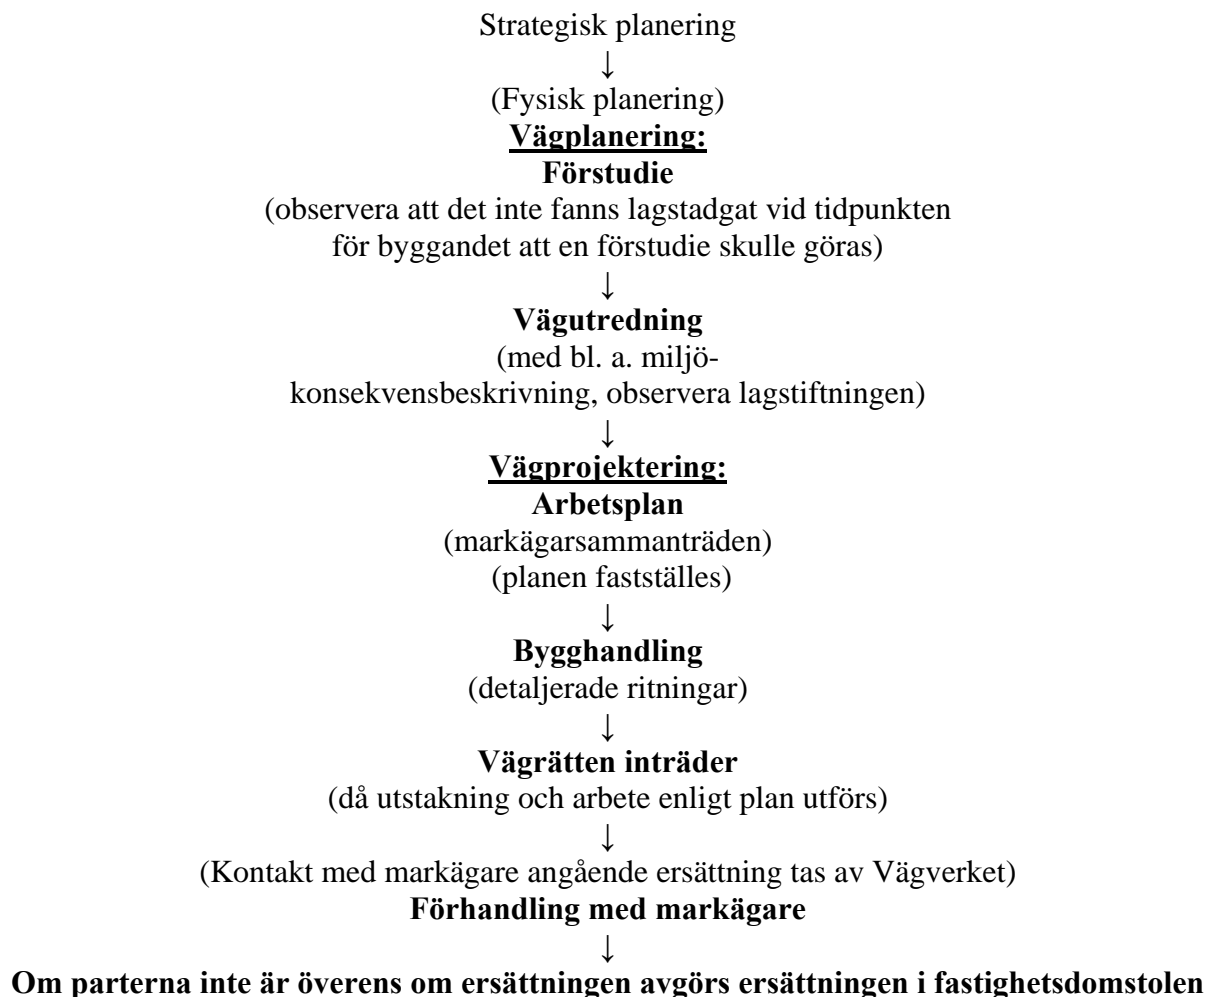 Strategisk planering
↓
(Fysisk planering)
Vägplanering:
Förstudie
(observera att det inte fanns lagstadgat vid tidpunkten
för byggandet att en förstudie skulle göras)
↓
Vägutredning
(med bl. a. miljö-
konsekvensbeskrivning, observera lagstiftningen)
↓
Vägprojektering:
Arbetsplan
(markägarsammanträden)
(planen fastställes)
↓
Bygghandling
(detaljerade ritningar)
↓
Vägrätten inträder
(då utstakning och arbete enligt plan utförs)
↓
(Kontakt med markägare angående ersättning tas av Vägverket)
Förhandling med markägare
↓
Om parterna inte är överens om ersättningen avgörs ersättningen i fastighetsdomstolen